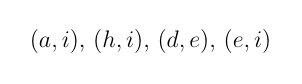 (a, i), (h, i), (d, e), (e, i)